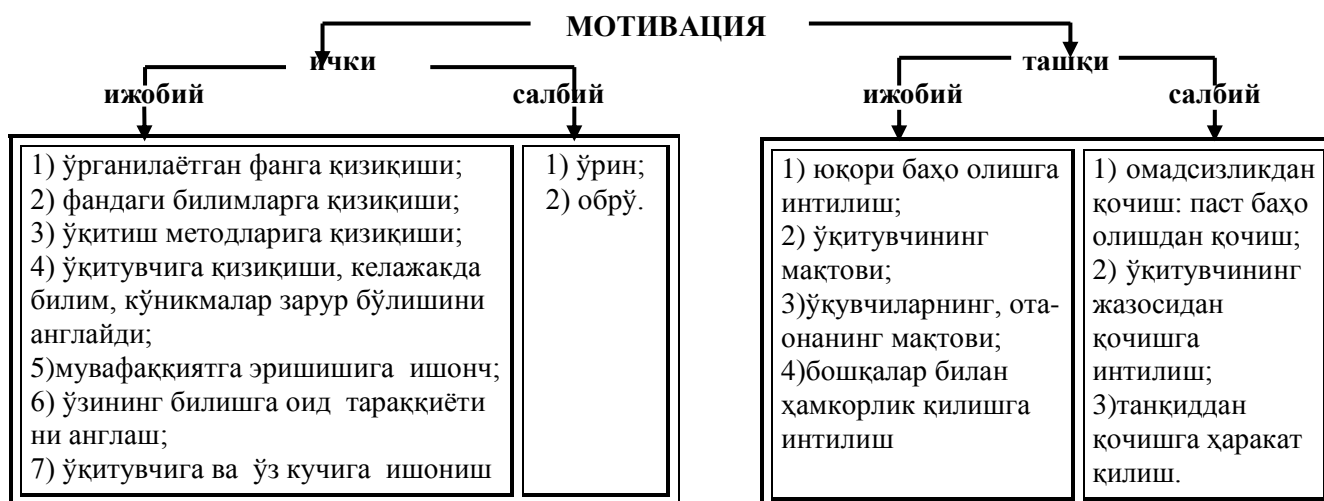 МОТИВАЦИЯ
ички
ташқи
ижобий
салбий
ижобий
салбий
1) ўрганилаётган фанга қизиқиши;
2) фандаги билимларга қизиқиши;
3) ўқитиш методларига қизиқиши;
4) ўқитувчига қизиқиши, келажакда
билим, кўникмалар зарур бўлишини
англайди;
5)мувафаққиятга эришишига ишонч;
6) ўзининг билишга оид тараққиёти
ни англаш;
7) ўқитувчига ва ўз кучига ишониш
1) ўрин;
2) обрў.
1) юқори баҳо олишга
интилиш;
2) ўқитувчининг
мақтови;
3)ўқувчиларнинг, ота-
онанинг мақтови;
4)бошқалар билан
ҳамкорлик қилишга
интилиш
1) омадсизликдан
қочиш: паст баҳо
олишдан қочиш;
2) ўқитувчининг
жазосидан
қочишга
интилиш;
3)танқиддан
қочишга ҳаракат
қилиш.